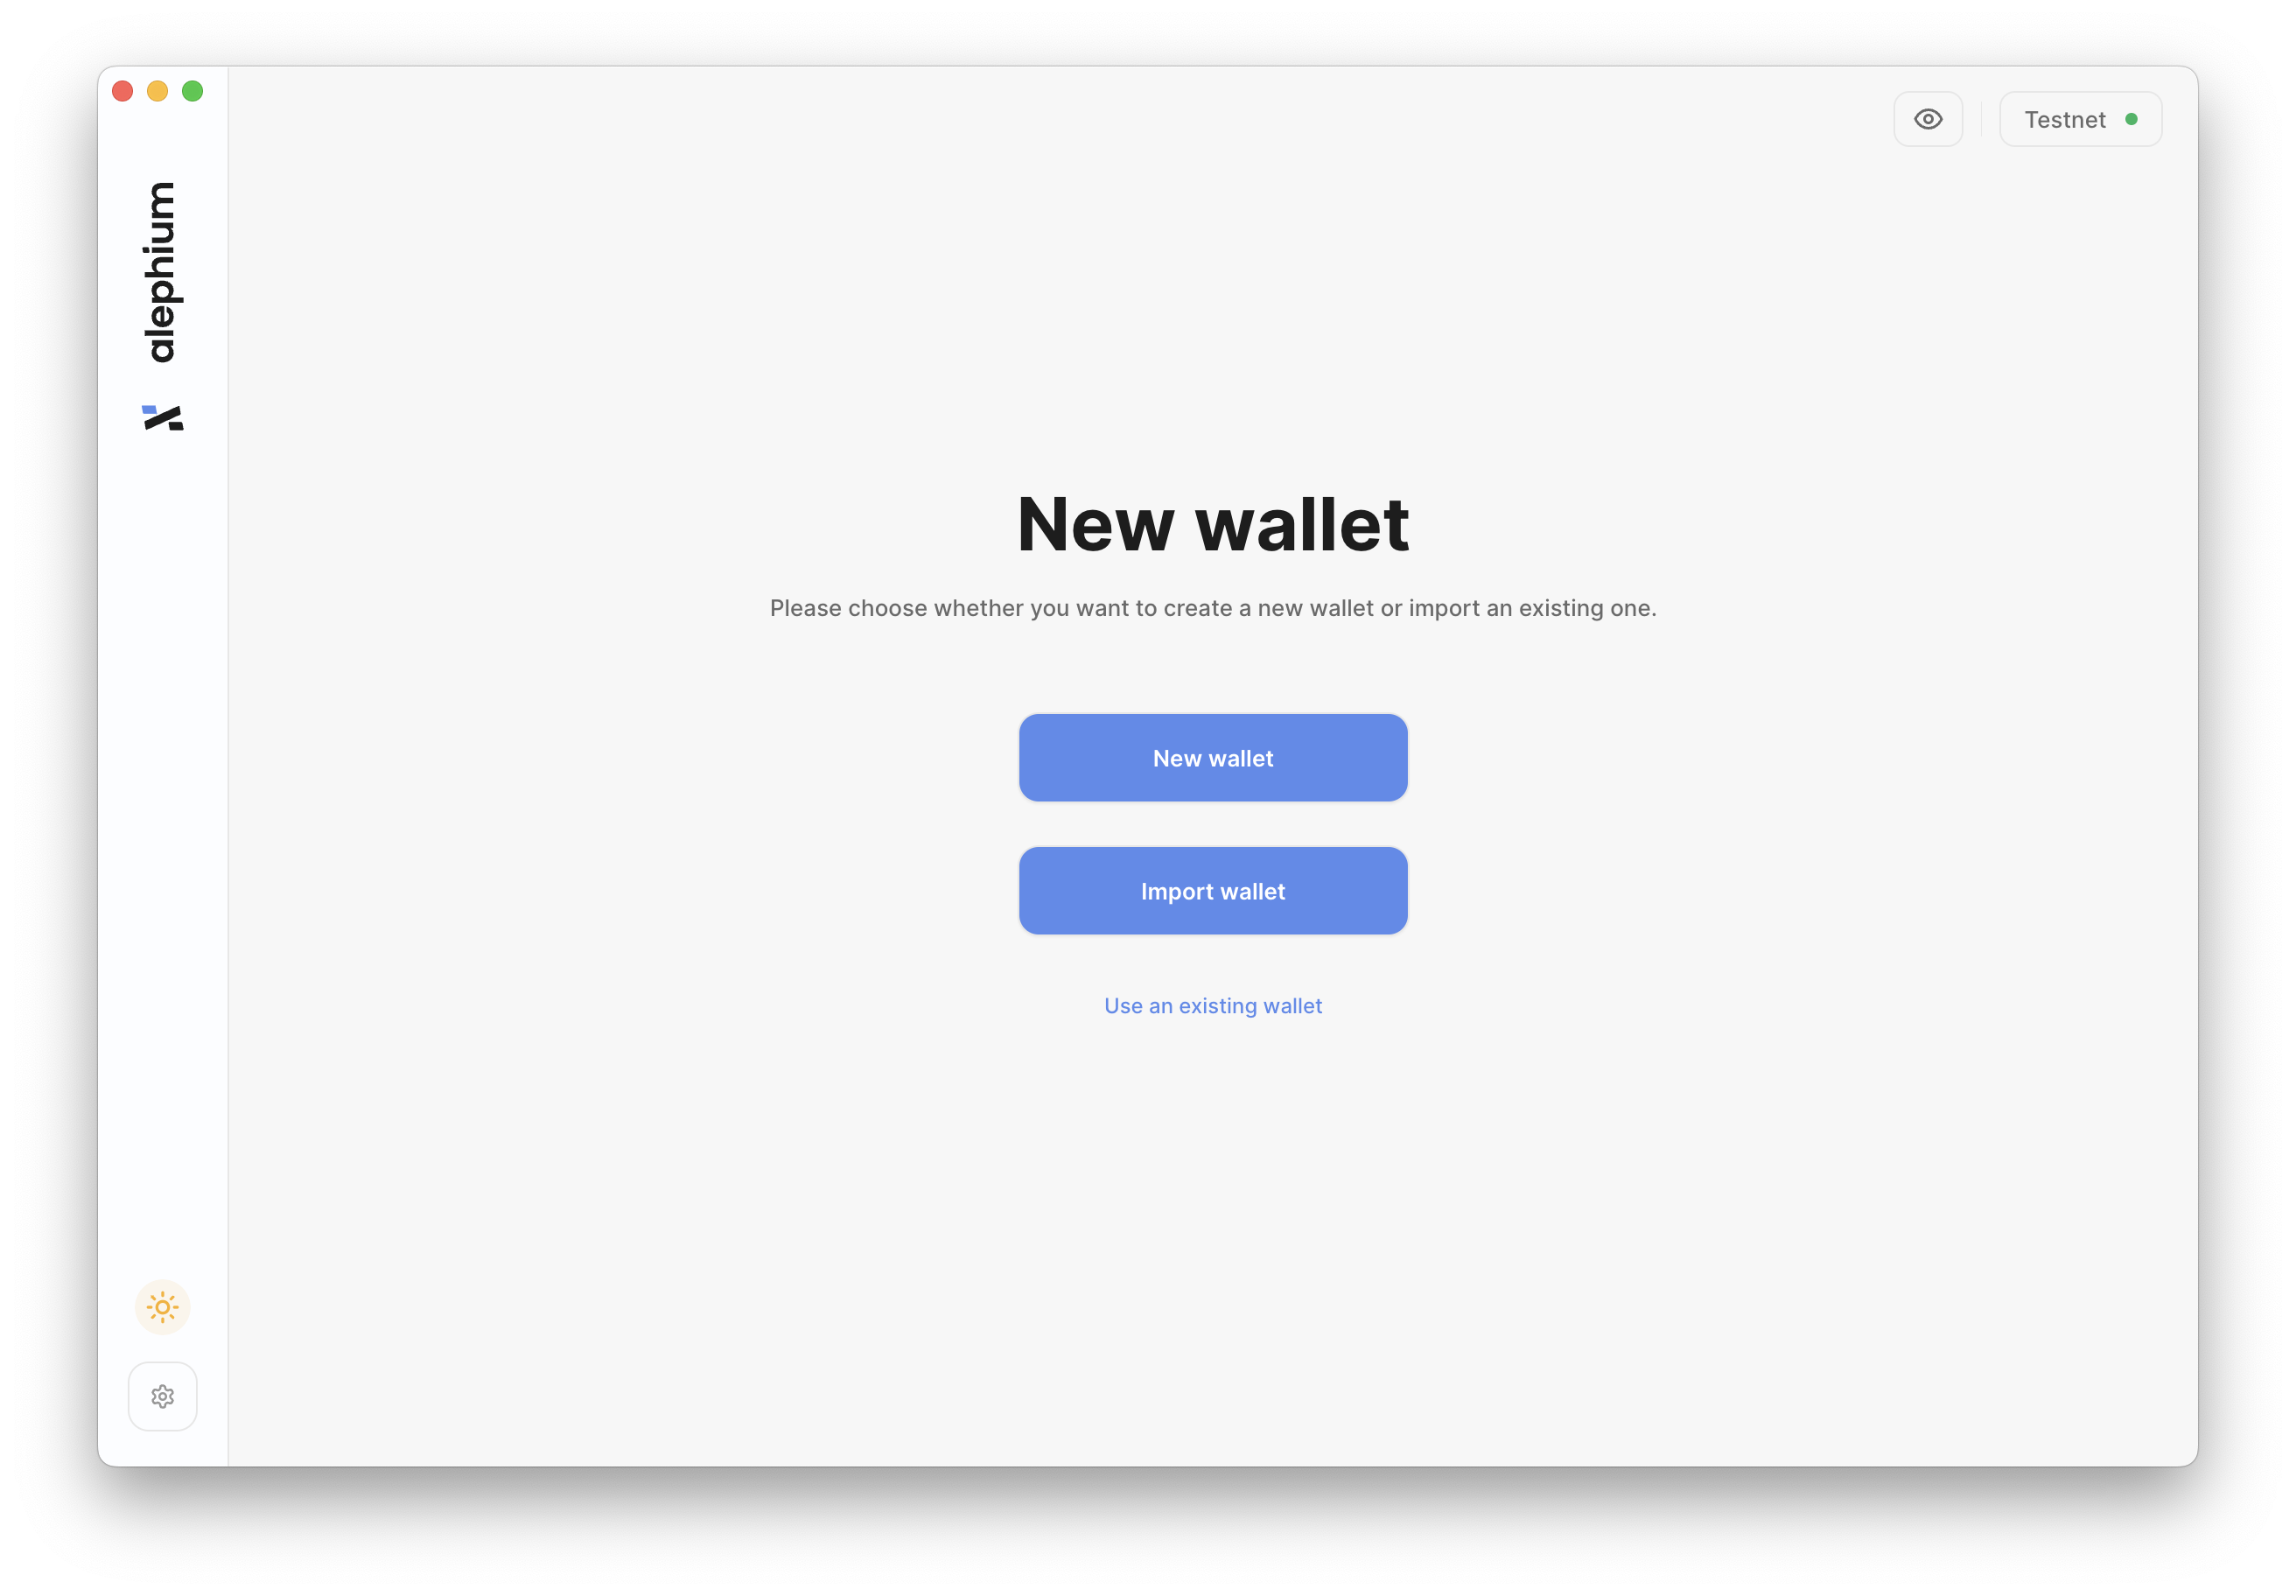 alephium
Testnet
New wallet
Please choose whether you want to create a new wallet or import an existing one.
New wallet
Import wallet
Use an existing wallet